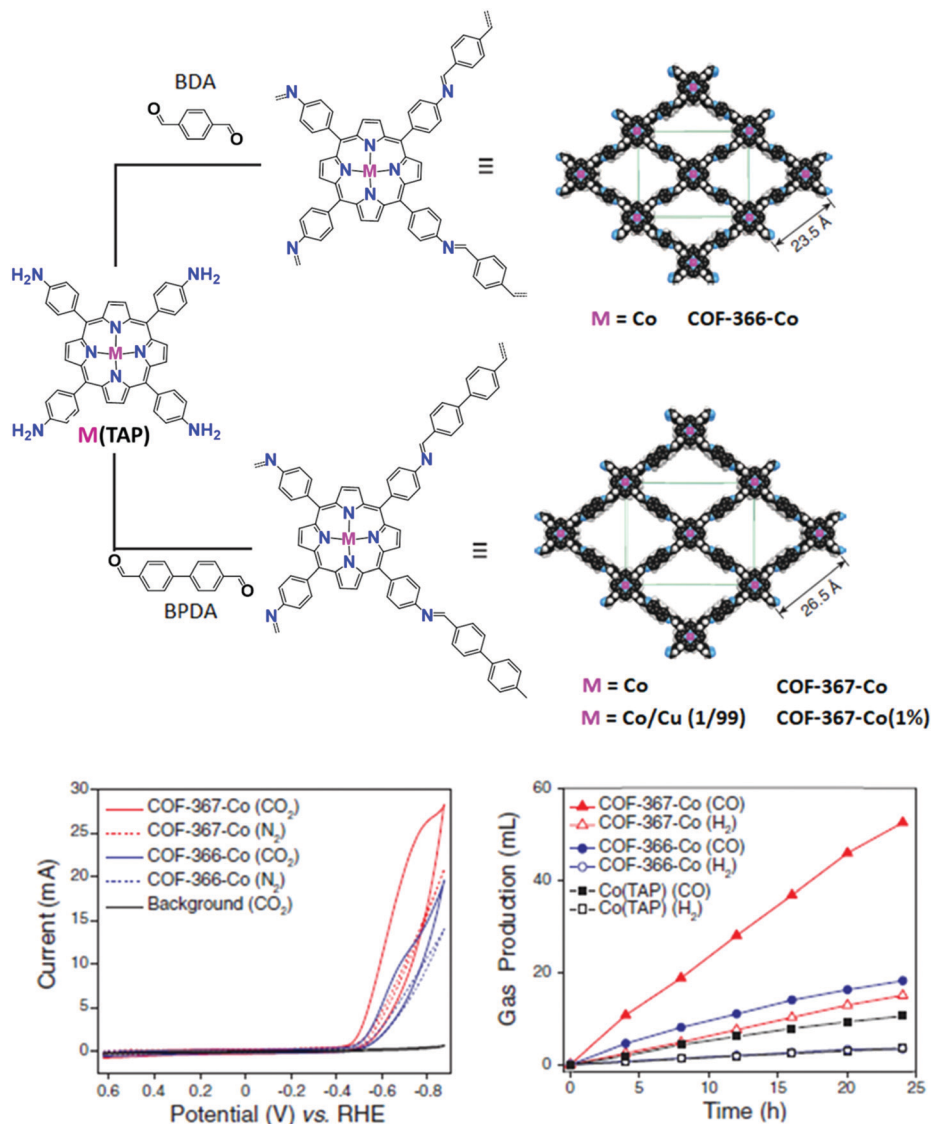 BDA
O
O
N
N
N
N
N
N
M
N
N
≡
23.5 Å
M = Co COF-366-Co
H2N
NH2
N
N
M
N
N
H2N
NH2
M(TAP)
O
O
BPDA
N
N
N
N
M
N
N
N
N
≡
26.5 Å
M = Co COF-367-Co
M = Co/Cu (1/99) COF-367-Co(1%)
Current (mA)
30
25
20
15
10
5
0
COF-367-Co (CO2)
COF-367-Co (N2)
COF-366-Co (CO2)
COF-366-Co (N2)
Background (CO2)
0.6 0.4 0.2 0.0 -0.2 -0.4 -0.6 -0.8
Potential (V) vs. RHE
Gas Production (mL)
60
40
20
0
COF-367-Co (CO)
COF-367-Co (H2)
COF-366-Co (CO)
COF-366-Co (H2)
Co(TAP) (CO)
Co(TAP) (H2)
0 5 10 15 20 25
Time (h)